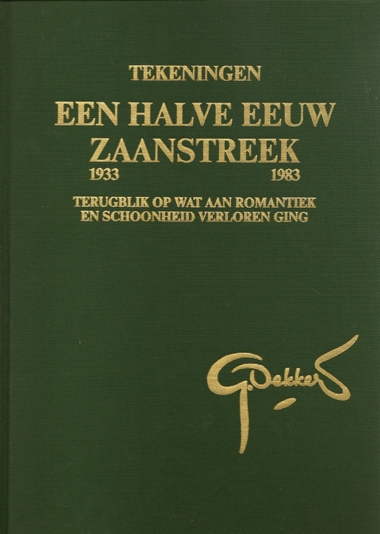 TEKENINGEN
EEN HALVE EEUW
ZAANSTREEK
1933 1983
TERUGBLIK OP WAT AAN ROMANTIEK
EN SCHOONHEID VERLOREN GING
G. Dekker